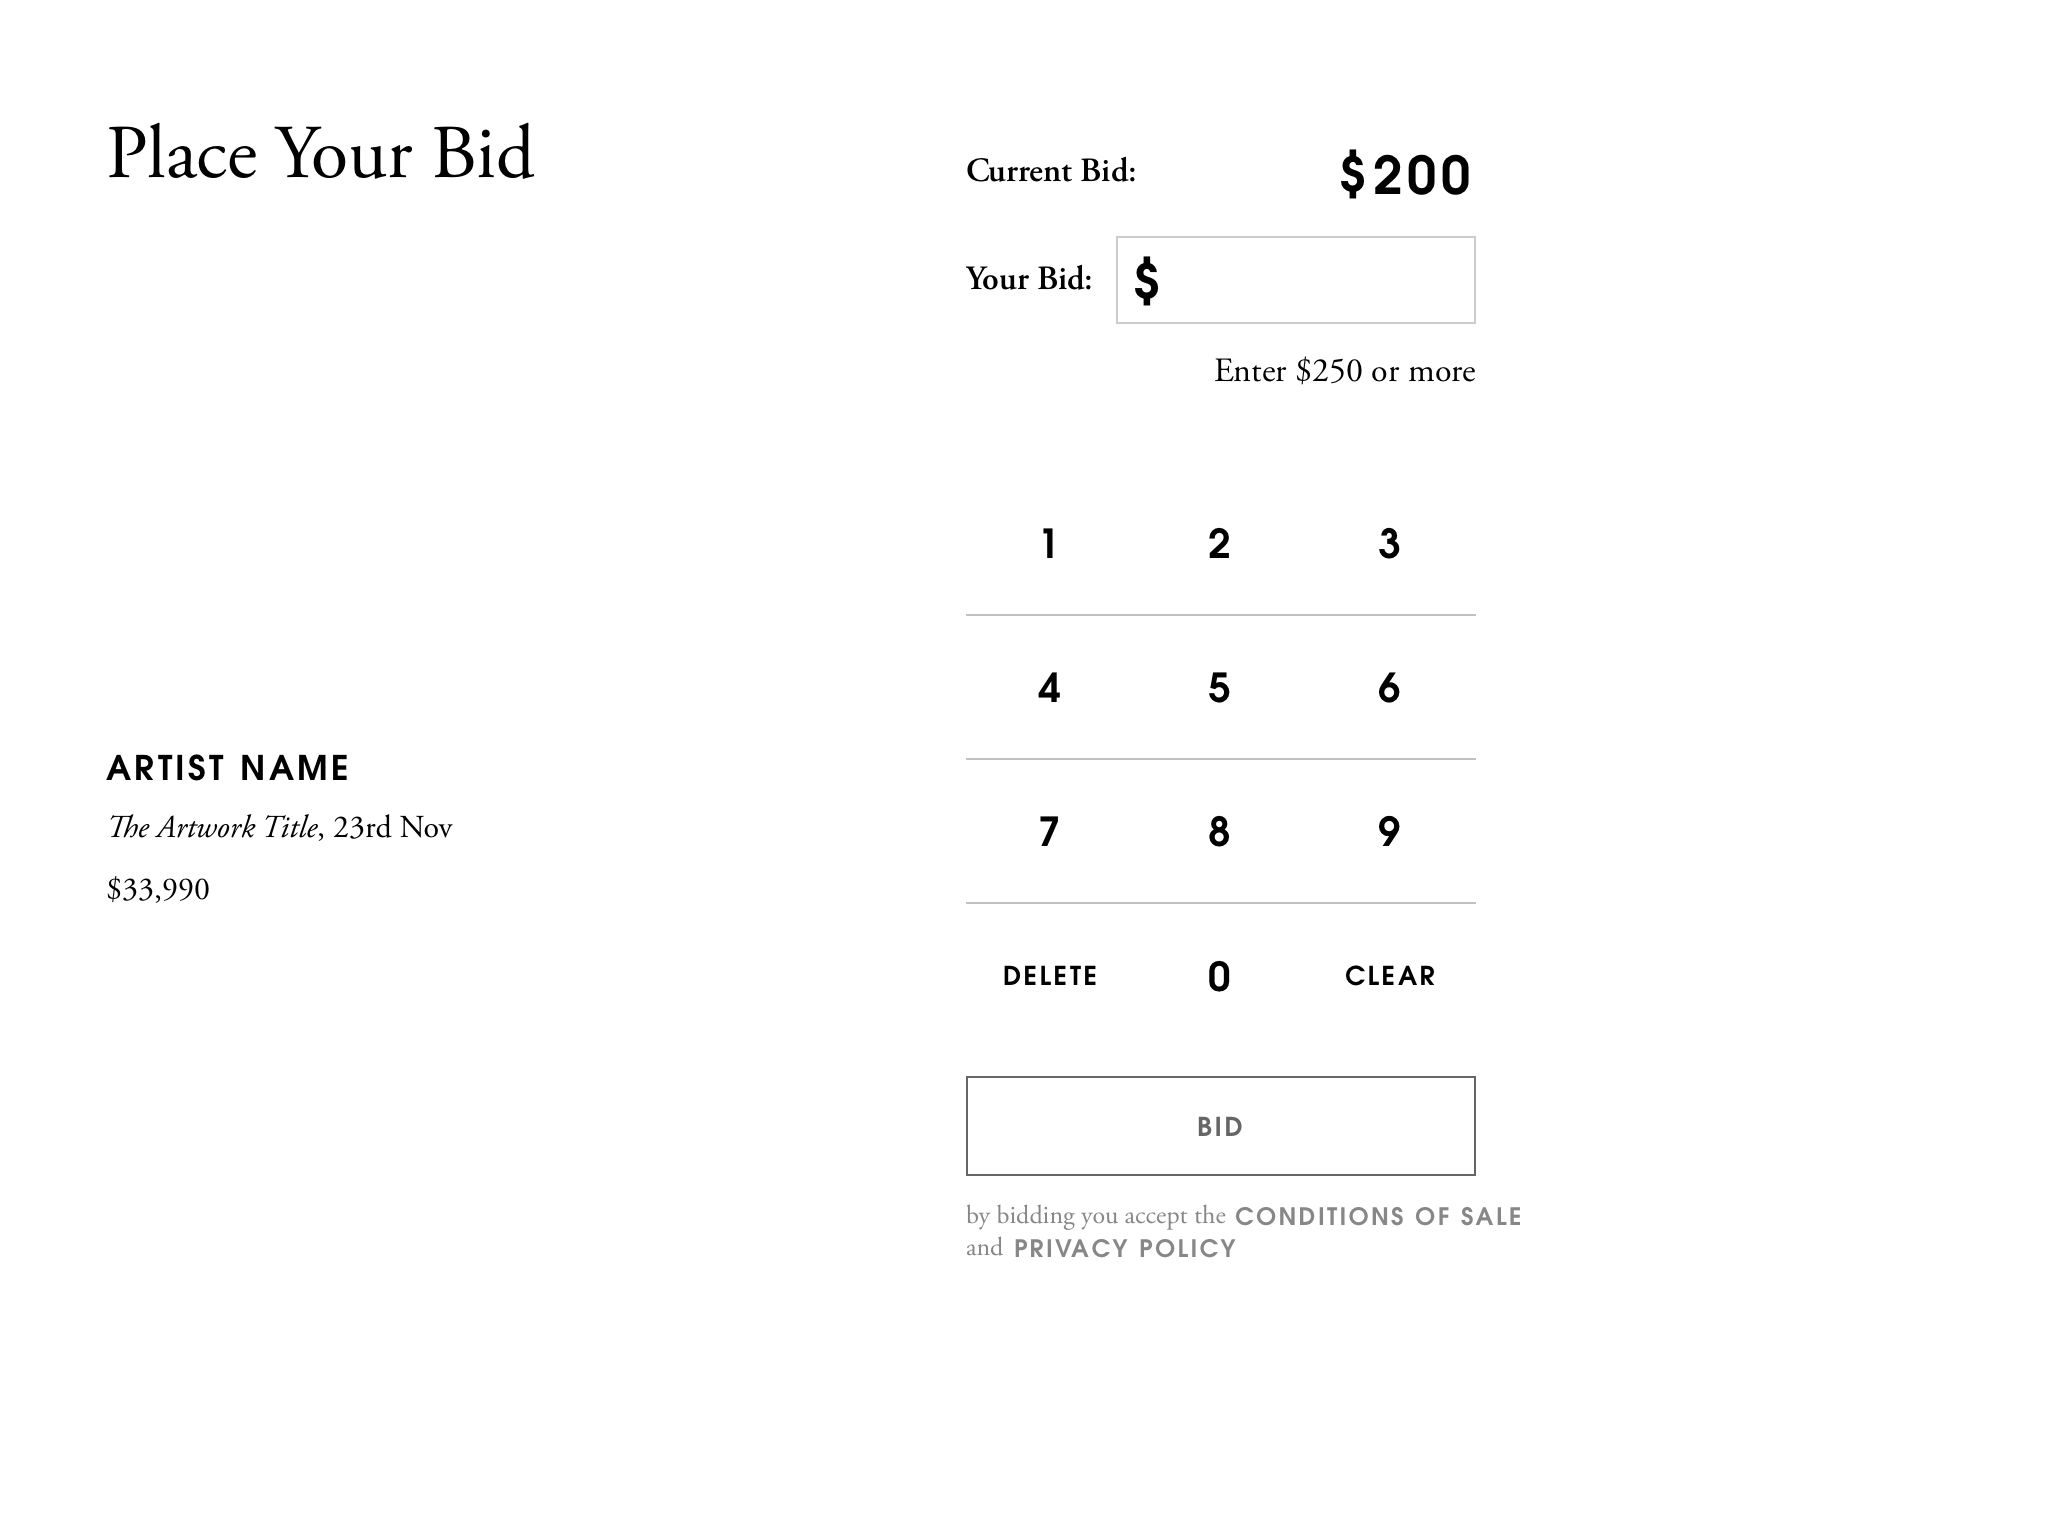 Place Your Bid
Current Bid: $200
Your Bid: $
Enter $250 or more
1 2 3
4 5 6
7 8 9
DELETE 0 CLEAR
BID
by bidding you accept the CONDITIONS OF SALE
and PRIVACY POLICY
ARTIST NAME
The Artwork Title, 23rd Nov
$33,990